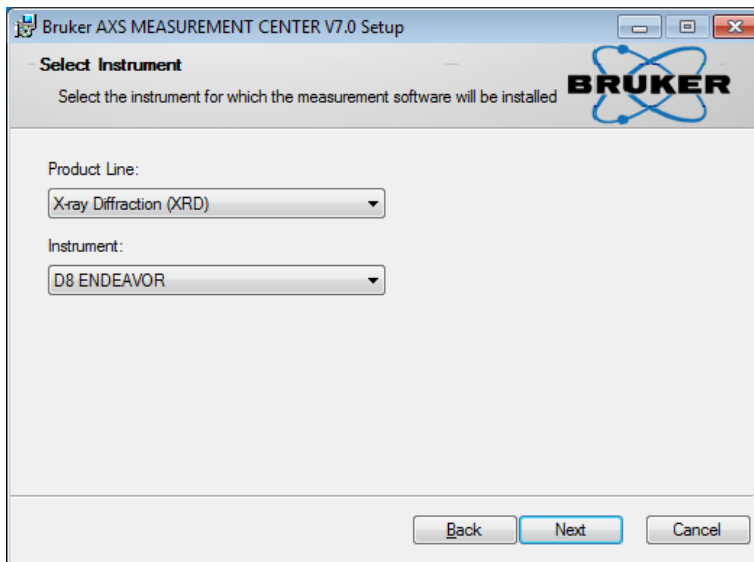 Bruker AXS MEASUREMENT CENTER V7.0 Setup
Select Instrument
Select the instrument for which the measurement software will be installed
BRUKER
Product Line:
X-ray Diffraction (XRD)
Instrument:
D8 ENDEAVOR
Back
Next
Cancel